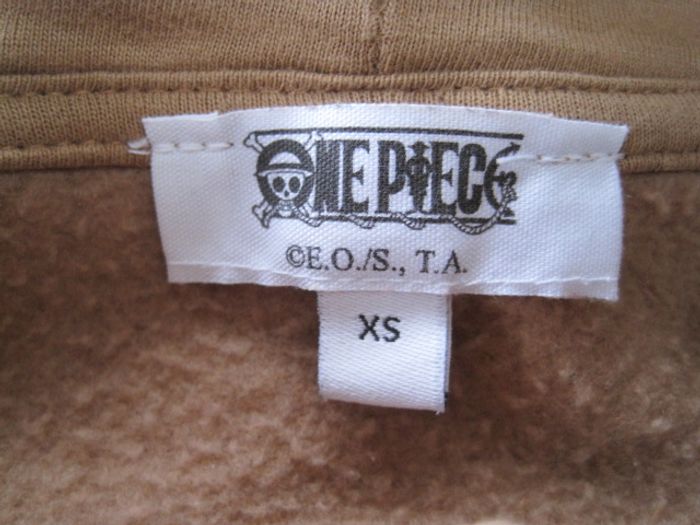 ONE PIECE
©E.O./S., T.A.
XS